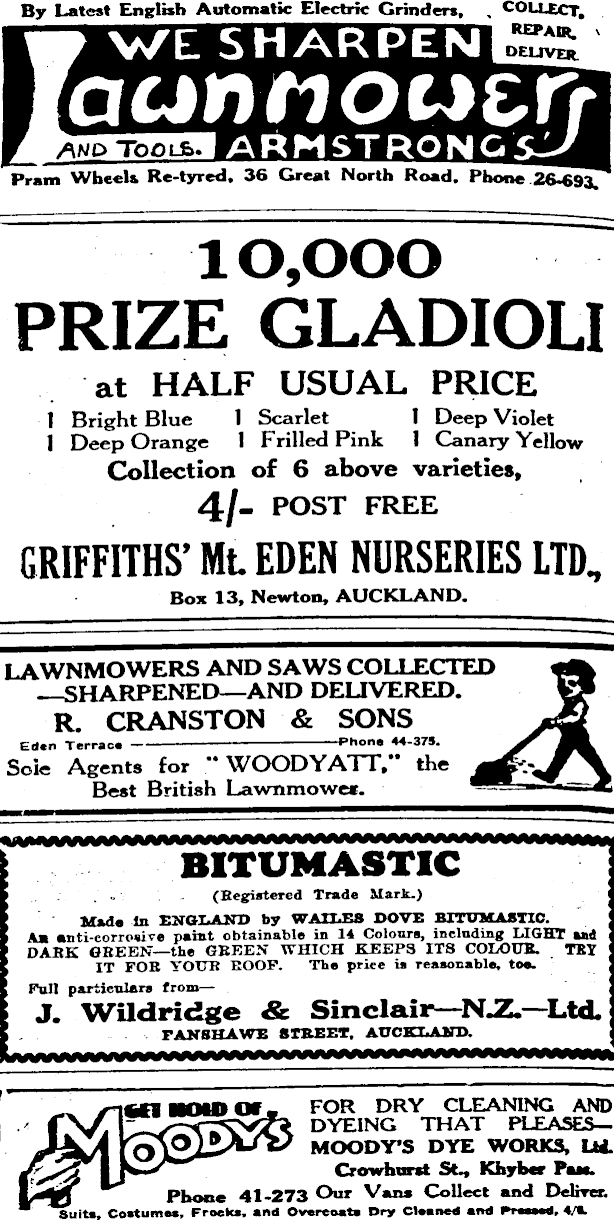 By Latest English Automatic Electric Grinders,
COLLECT,
REPAIR,
DELIVER
WE SHARPEN
Lawnmowers
AND TOOLS.
ARMSTRONGS
Pram Wheels Re-tyred, 36 Great North Road. Phone 26-693.
10,000
PRIZE GLADIOLI
at HALF USUAL PRICE
1 Bright Blue 1 Scarlet 1 Deep Violet
1 Deep Orange 1 Frilled Pink 1 Canary Yellow
Collection of 6 above varieties,
4/- POST FREE
GRIFFITHS' Mt. EDEN NURSERIES LTD.,
Box 13, Newton, AUCKLAND.
LAWNMOWERS AND SAWS COLLECTED
—SHARPENED—AND DELIVERED.
R. CRANSTON & SONS
Eden Terrace — Phone 44-375.
Sole Agents for "WOODYATT," the
Best British Lawnmower.
BITUMASTIC
(Registered Trade Mark.)
Made in ENGLAND by WAILES DOVE BITUMASTIC.
An anti-corrosive paint obtainable in 14 Colours, including LIGHT and
DARK GREEN—the GREEN WHICH KEEPS ITS COLOUR. TRY
IT FOR YOUR ROOF. The price is reasonable, too.
Full particulars from—
J. Wildridge & Sinclair—N.Z.—Ltd.
FANSHAWE STREET, AUCKLAND.
GET HOLD OF
MOODY'S
FOR DRY CLEANING AND
DYEING THAT PLEASES—
MOODY'S DYE WORKS, Ltd.
Crowhurst St., Khyber Pass.
Phone 41-273 Our Vans Collect and Deliver.
Suits, Costumes, Frocks, and Overcoats Dry Cleaned and Pressed, 4/6.